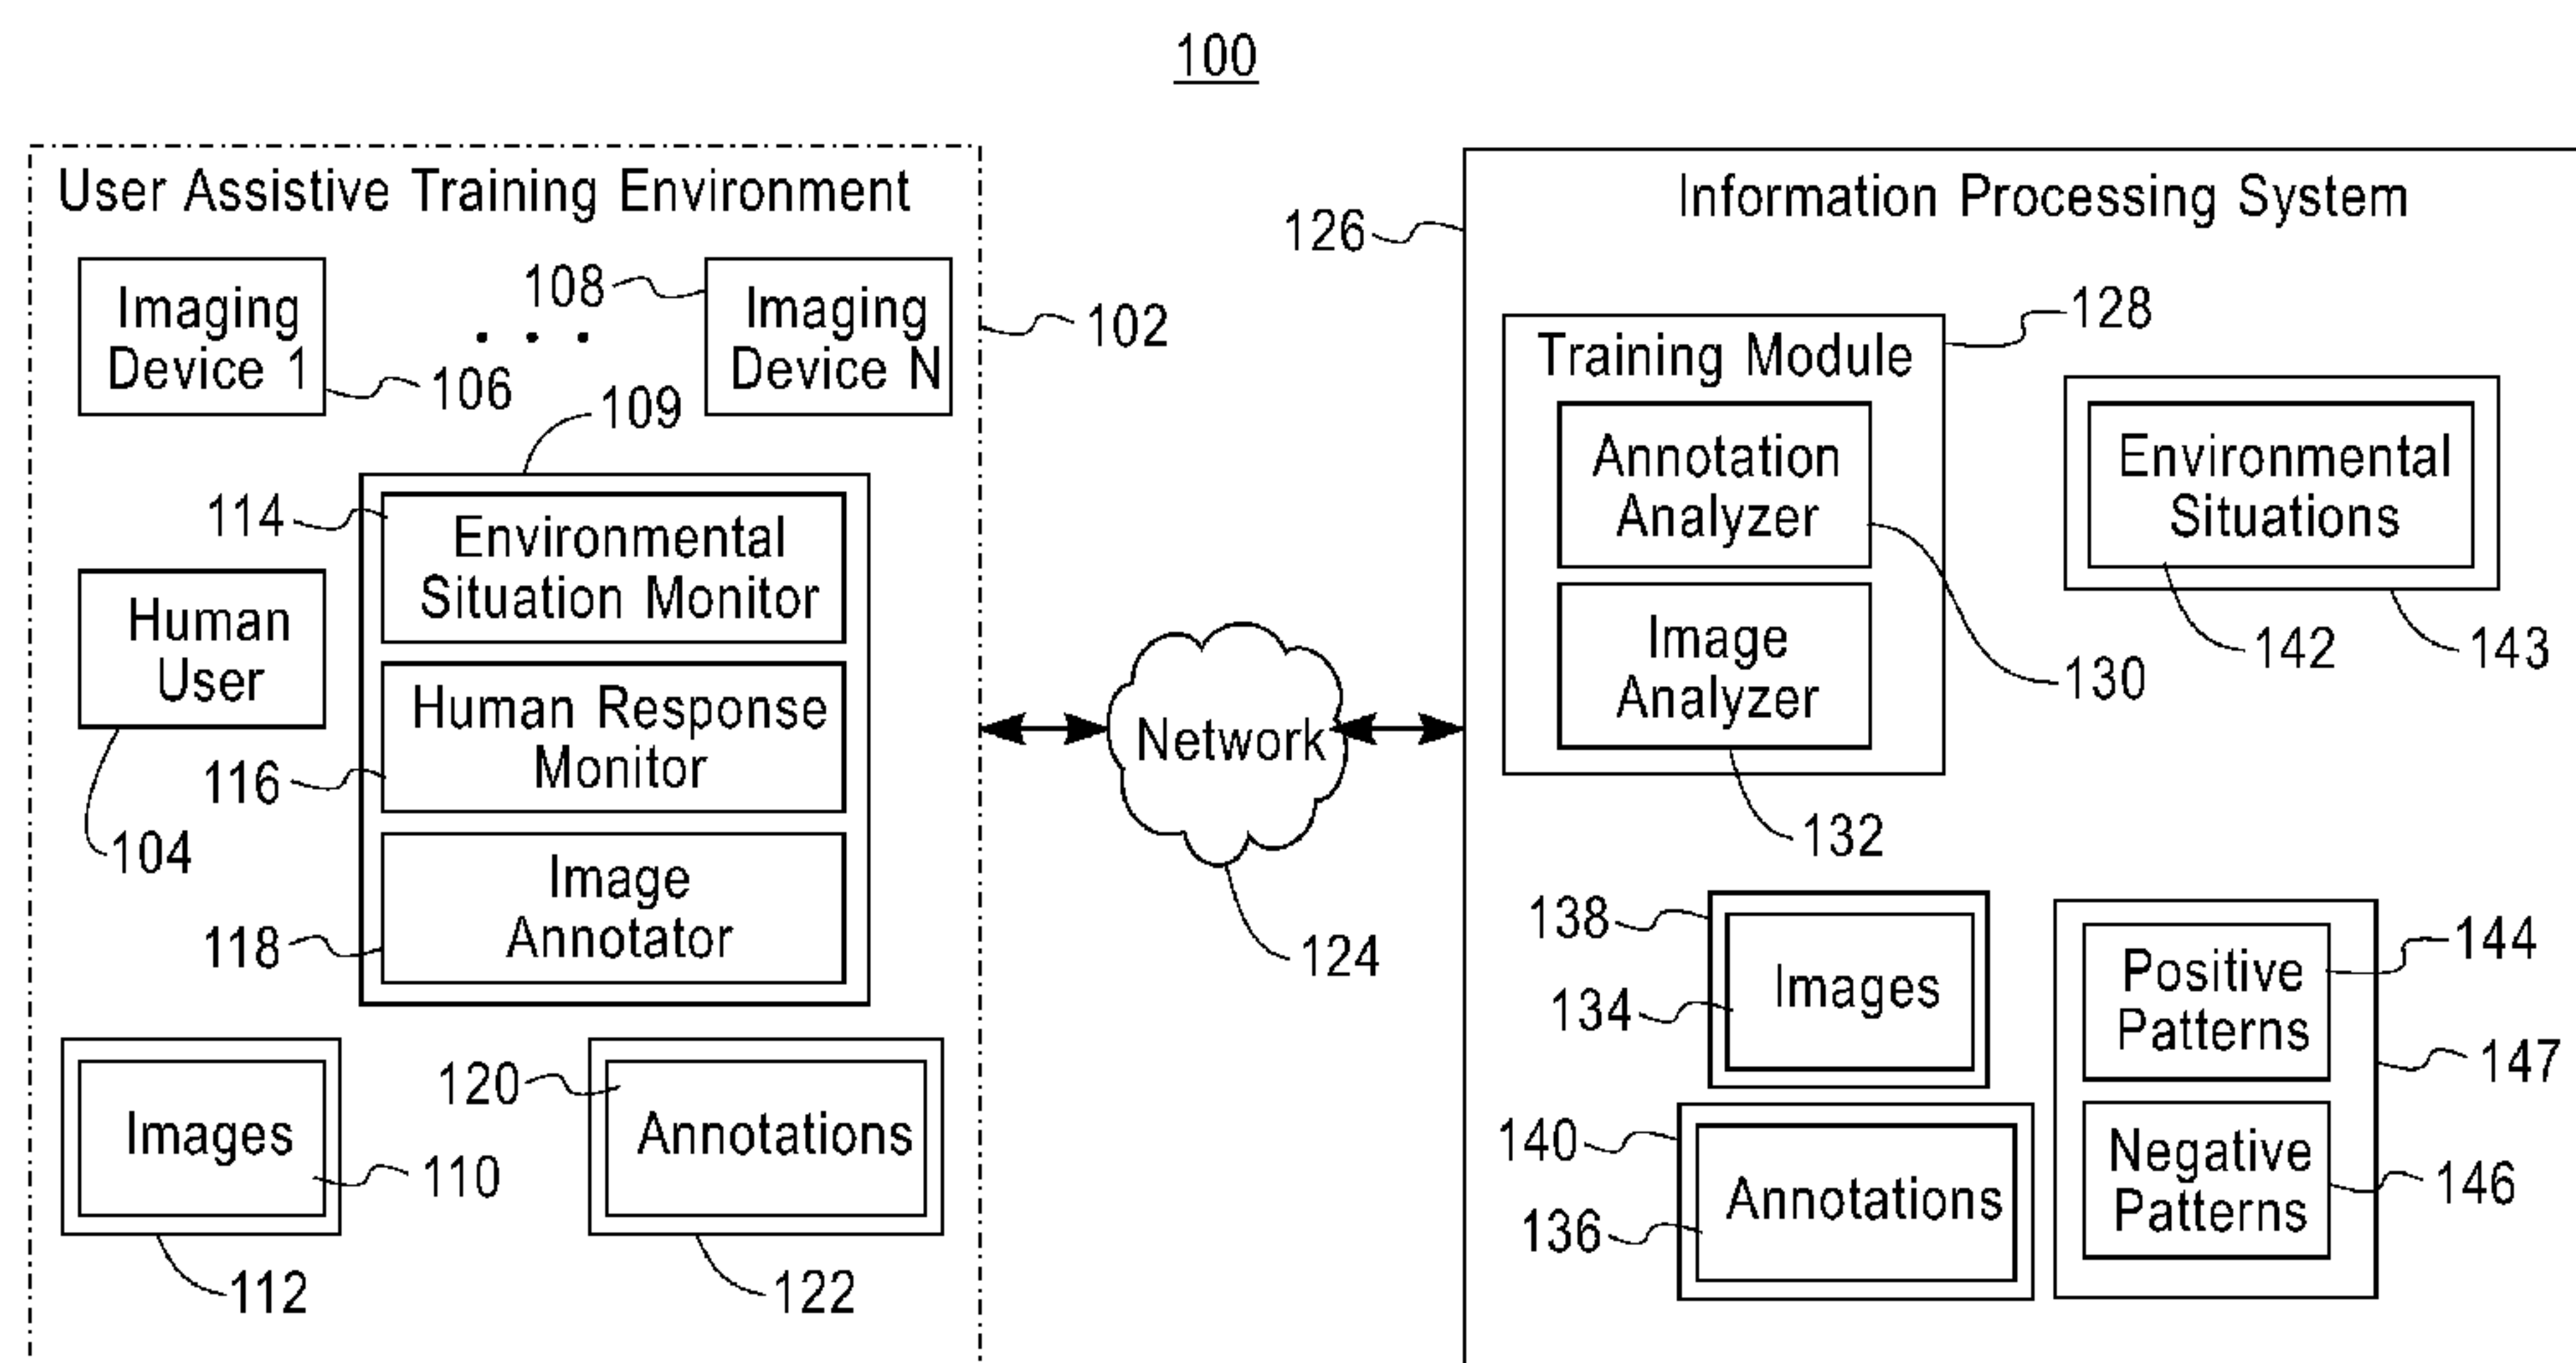 100
User Assistive Training Environment
Imaging
Device 1
106
. . .
108
Imaging
Device N
102
109
114
Environmental
Situation Monitor
Human
User
104
Human Response
Monitor
116
Image
Annotator
118
Images
110
112
120
Annotations
122
Network
124
Information Processing System
126
Training Module
128
Annotation
Analyzer
130
Image
Analyzer
132
Environmental
Situations
142
143
138
Images
134
140
Annotations
136
Positive
Patterns
144
147
Negative
Patterns
146